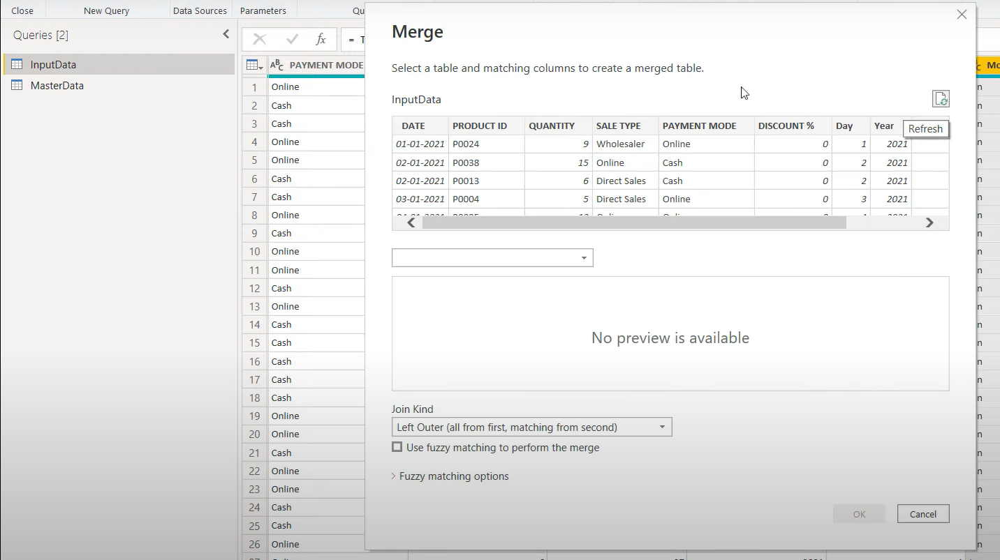 Close New Query Data Sources Parameters Qu
Queries [2]
InputData
MasterData
fx = T
ABC PAYMENT MODE
1 Online
2 Cash
3 Cash
4 Online
5 Online
6 Cash
7 Cash
8 Online
9 Cash
10 Online
11 Online
12 Cash
13 Online
14 Cash
15 Cash
16 Cash
17 Cash
18 Cash
19 Online
20 Online
21 Cash
22 Online
23 Online
24 Cash
25 Cash
26 Online
Merge
Select a table and matching columns to create a merged table.
InputData
DATE PRODUCT ID QUANTITY SALE TYPE PAYMENT MODE DISCOUNT % Day Year
Refresh
01-01-2021 P0024 9 Wholesaler Online 0 1 2021
02-01-2021 P0038 15 Online Cash 0 2 2021
02-01-2021 P0013 6 Direct Sales Cash 0 2 2021
03-01-2021 P0004 5 Direct Sales Online 0 3 2021
No preview is available
Join Kind
Left Outer (all from first, matching from second)
Use fuzzy matching to perform the merge
Fuzzy matching options
OK Cancel